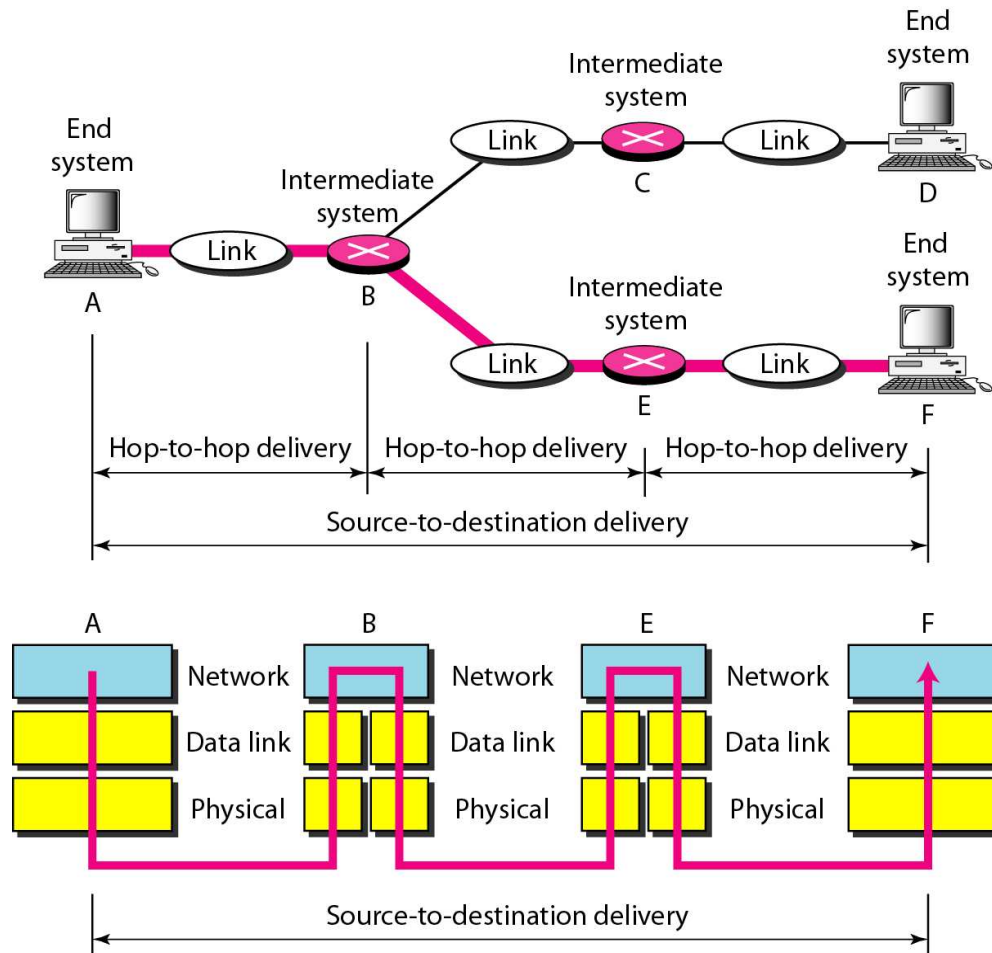 End
system
Intermediate
system
Link
Link
C
D
End
system
Intermediate
system
Link
A
B
End
system
Intermediate
system
Link
Link
E
F
Hop-to-hop delivery
Hop-to-hop delivery
Hop-to-hop delivery
Source-to-destination delivery
A
B
E
F
Network
Network
Network
Data link
Data link
Data link
Physical
Physical
Physical
Source-to-destination delivery